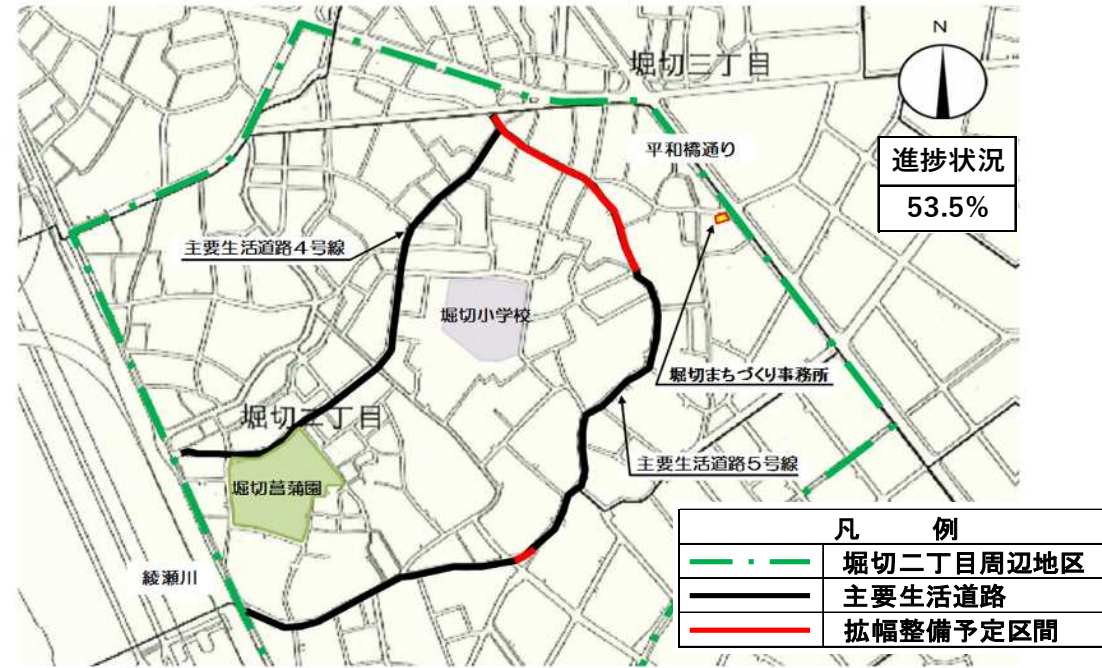 堀切三丁目
N
平和橋通り
進捗状況
53.5%
主要生活道路4号線
堀切小学校
堀切まちづくり事務所
堀切二丁目
主要生活道路5号線
堀切菖蒲園
綾瀬川
凡 例
堀切二丁目周辺地区
主要生活道路
拡幅整備予定区間